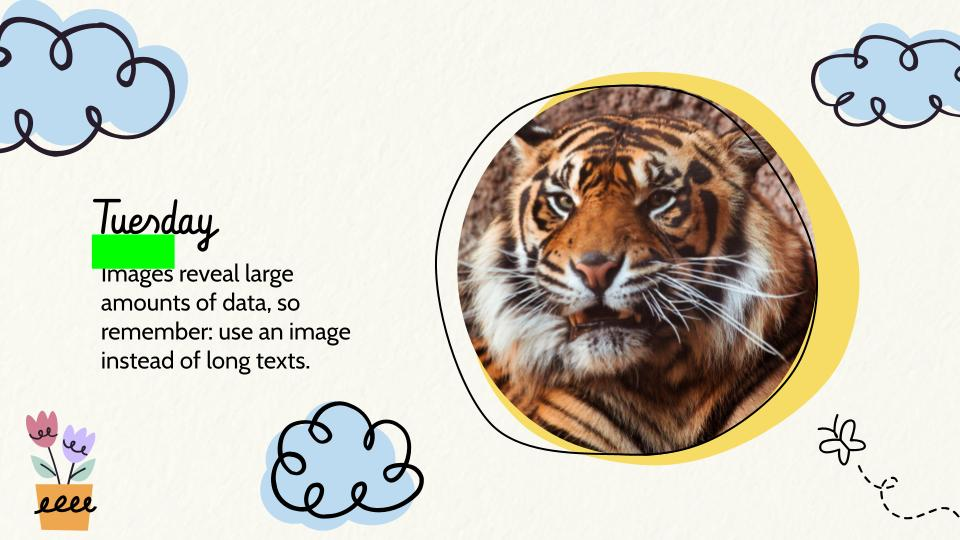 Tuesday
Images reveal large
amounts of data, so
remember: use an image
instead of long texts.